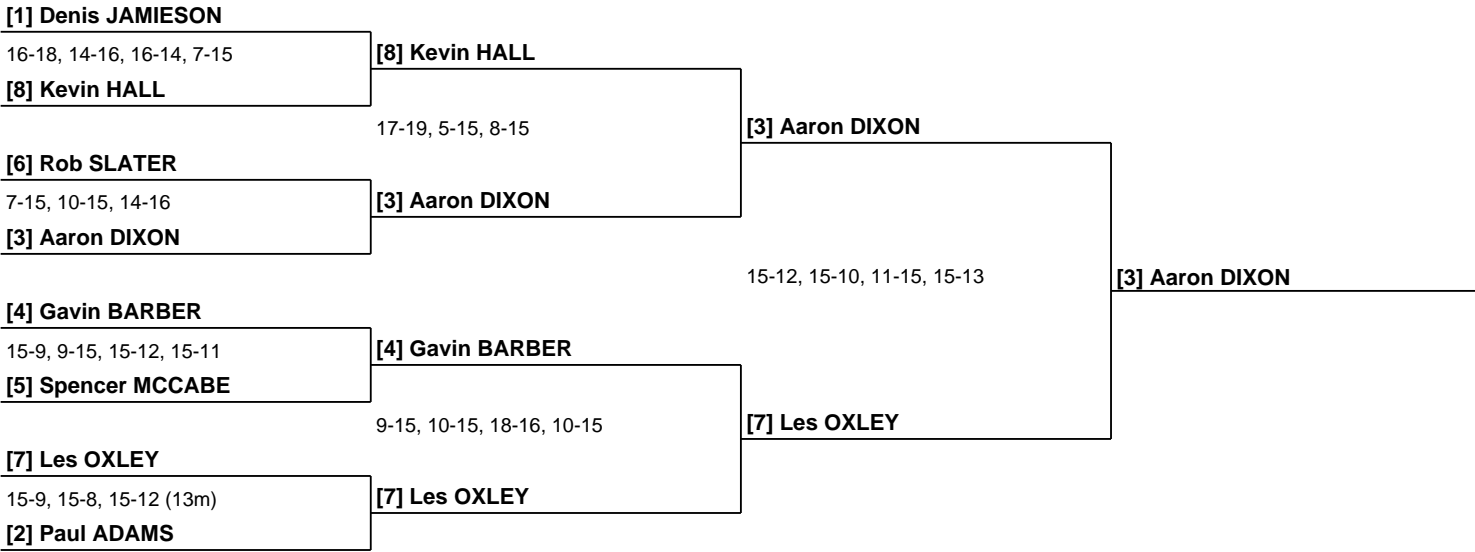 [1] Denis JAMIESON
16-18, 14-16, 16-14, 7-15
[8] Kevin HALL
[8] Kevin HALL
17-19, 5-15, 8-15
[3] Aaron DIXON
[6] Rob SLATER
7-15, 10-15, 14-16
[3] Aaron DIXON
[3] Aaron DIXON
15-12, 15-10, 11-15, 15-13
[3] Aaron DIXON
[4] Gavin BARBER
15-9, 9-15, 15-12, 15-11
[4] Gavin BARBER
[5] Spencer MCCABE
9-15, 10-15, 18-16, 10-15
[7] Les OXLEY
[7] Les OXLEY
15-9, 15-8, 15-12 (13m)
[7] Les OXLEY
[2] Paul ADAMS